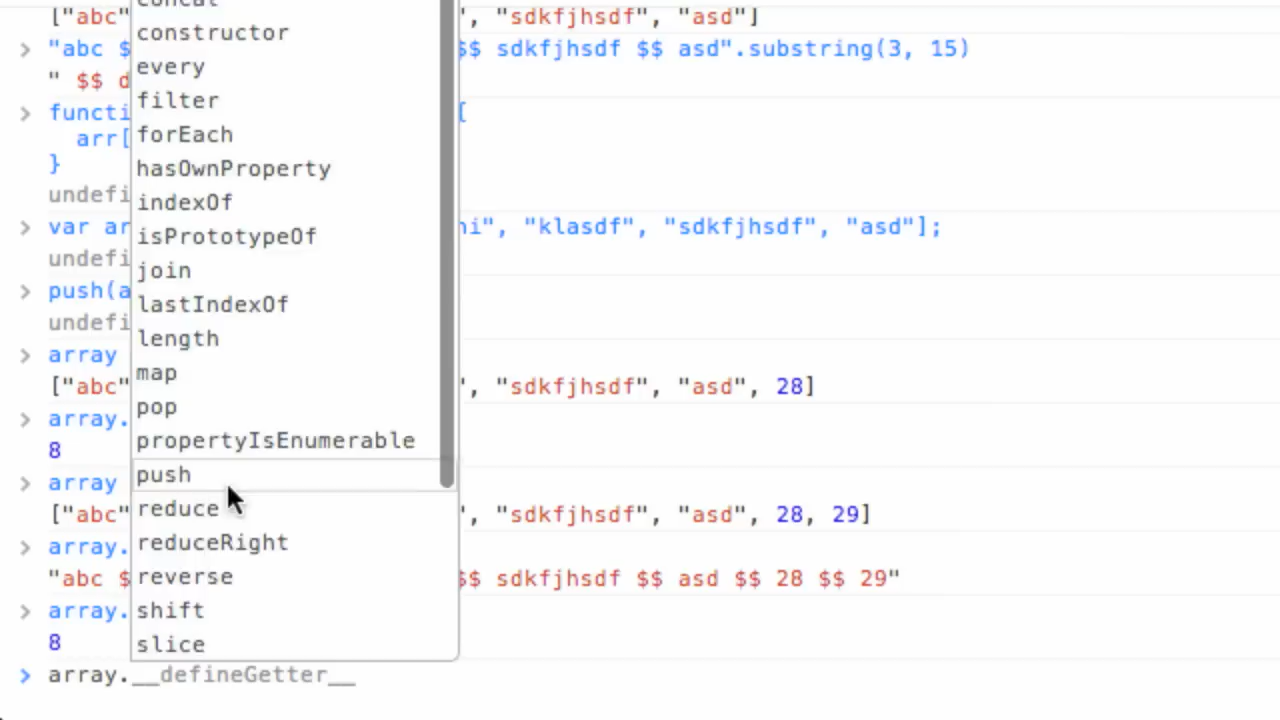 ["abc" ", "sdkfjhsdf", "asd"]
concat
constructor
> "abc $ $$ sdkfjhsdf $$ asd".substring(3, 15)
every
" $$ d
filter
> functi {
forEach
arr[
}
hasOwnProperty
undefi
indexOf
> var ar hi", "klasdf", "sdkfjhsdf", "asd"];
isPrototypeOf
undefi
join
> push(a
lastIndexOf
undefi
length
> array
map
["abc" ", "sdkfjhsdf", "asd", 28]
pop
> array.
propertyIsEnumerable
8
push
> array
reduce
["abc" ", "sdkfjhsdf", "asd", 28, 29]
reduceRight
> array.
reverse
"abc $ $$ sdkfjhsdf $$ asd $$ 28 $$ 29"
shift
> array.
slice
8
> array.__defineGetter__